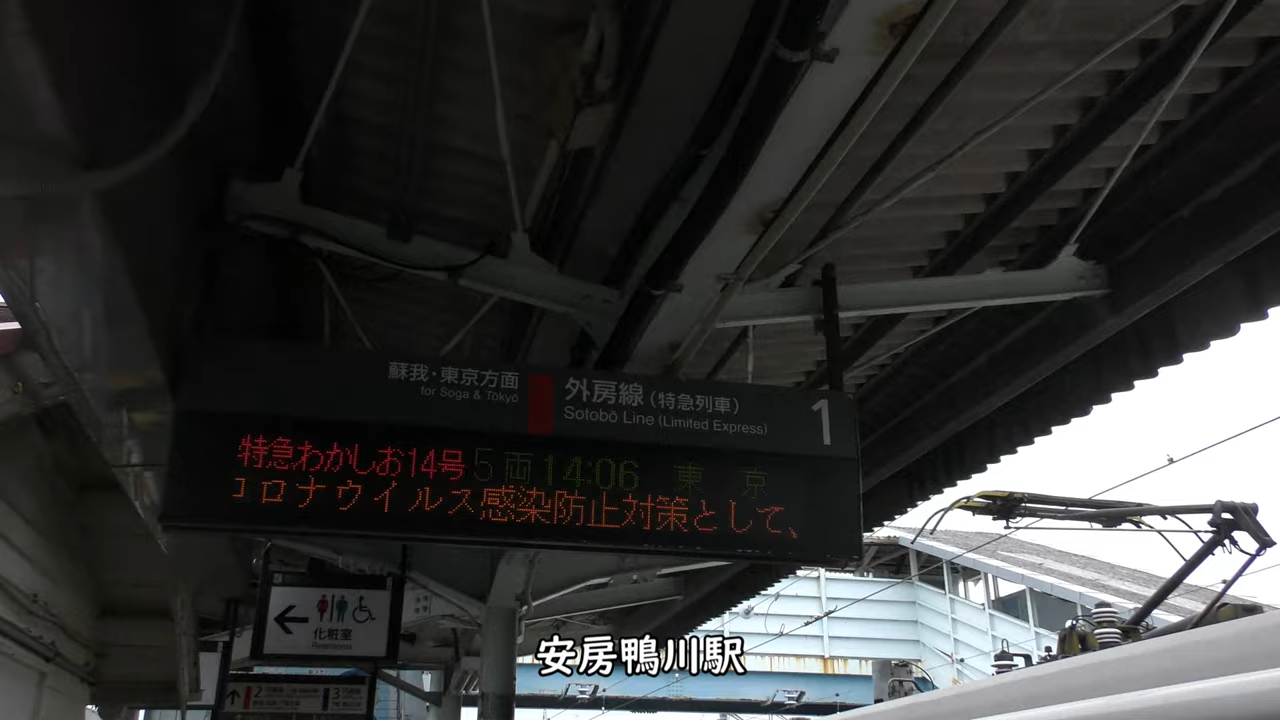 蘇我・東京方面
for Soga & Tokyō
外房線（特急列車）
Sotobō Line (Limited Express)
1
特急わかしお14号 5両 14:06 東京
コロナウイルス感染防止対策として、
化粧室
Restrooms
2
3
安房鴨川駅